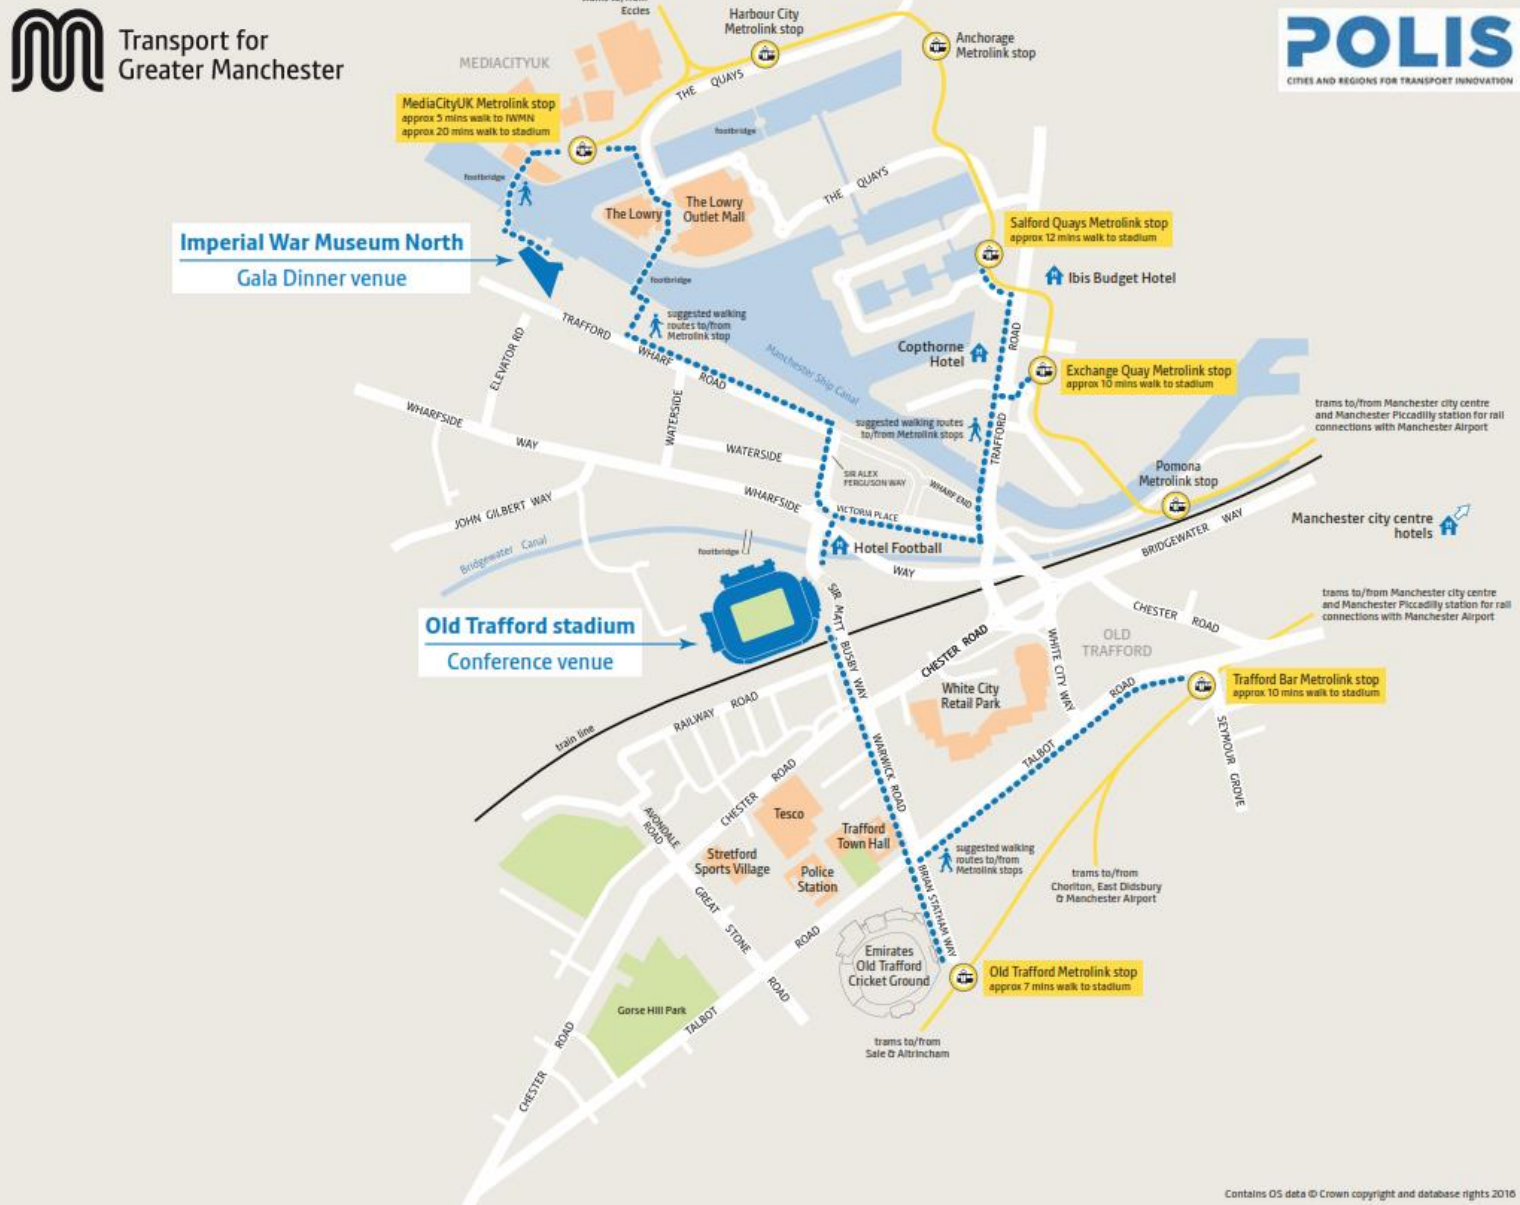 Transport for
Greater Manchester
Eccles
Harbour City
Metrolink stop
Anchorage
Metrolink stop
POLIS
CITIES AND REGIONS FOR TRANSPORT INNOVATION
MEDIACITYUK
THE QUAYS
MediaCityUK Metrolink stop
approx 5 mins walk to IWMN
approx 20 mins walk to stadium
footbridge
footbridge
THE QUAYS
The Lowry
The Lowry
Outlet Mall
Salford Quays Metrolink stop
approx 12 mins walk to stadium
Imperial War Museum North
Gala Dinner venue
footbridge
Ibis Budget Hotel
suggested walking
routes to/from
Metrolink stop
TRAFFORD
WHARF
ROAD
ELEVATOR RD
Manchester Ship Canal
Copthorne
Hotel
ROAD
Exchange Quay Metrolink stop
approx 10 mins walk to stadium
WHARFSIDE
WAY
WATERSIDE
WATERSIDE
suggested walking routes
to/from Metrolink stops
TRAFFORD
trams to/from Manchester city centre
and Manchester Piccadilly station for rail
connections with Manchester Airport
SIR ALEX
FERGUSON WAY
WHARF END
Pomona
Metrolink stop
JOHN GILBERT WAY
WHARFSIDE
VICTORIA PLACE
BRIDGEWATER WAY
Manchester city centre
hotels
Bridgewater Canal
footbridge
Hotel Football
WAY
Old Trafford stadium
Conference venue
SIR MATT BUSBY WAY
CHESTER ROAD
WHITE CITY WAY
CHESTER ROAD
OLD
TRAFFORD
trams to/from Manchester city centre
and Manchester Piccadilly station for rail
connections with Manchester Airport
White City
Retail Park
ROAD
Trafford Bar Metrolink stop
approx 10 mins walk to stadium
RAILWAY ROAD
train line
WARWICK ROAD
TALBOT
SEYMOUR GROVE
CHESTER ROAD
AVONDALE
ROAD
Tesco
Trafford
Town Hall
Stretford
Sports Village
Police
Station
suggested walking
routes to/from
Metrolink stops
trams to/from
Chorlton, East Didsbury
& Manchester Airport
GREAT STONE ROAD
BRIAN STATHAM WAY
ROAD
Emirates
Old Trafford
Cricket Ground
Old Trafford Metrolink stop
approx 7 mins walk to stadium
Gorse Hill Park
TALBOT
trams to/from
Sale & Altrincham
CHESTER ROAD
Contains OS data © Crown copyright and database rights 2016